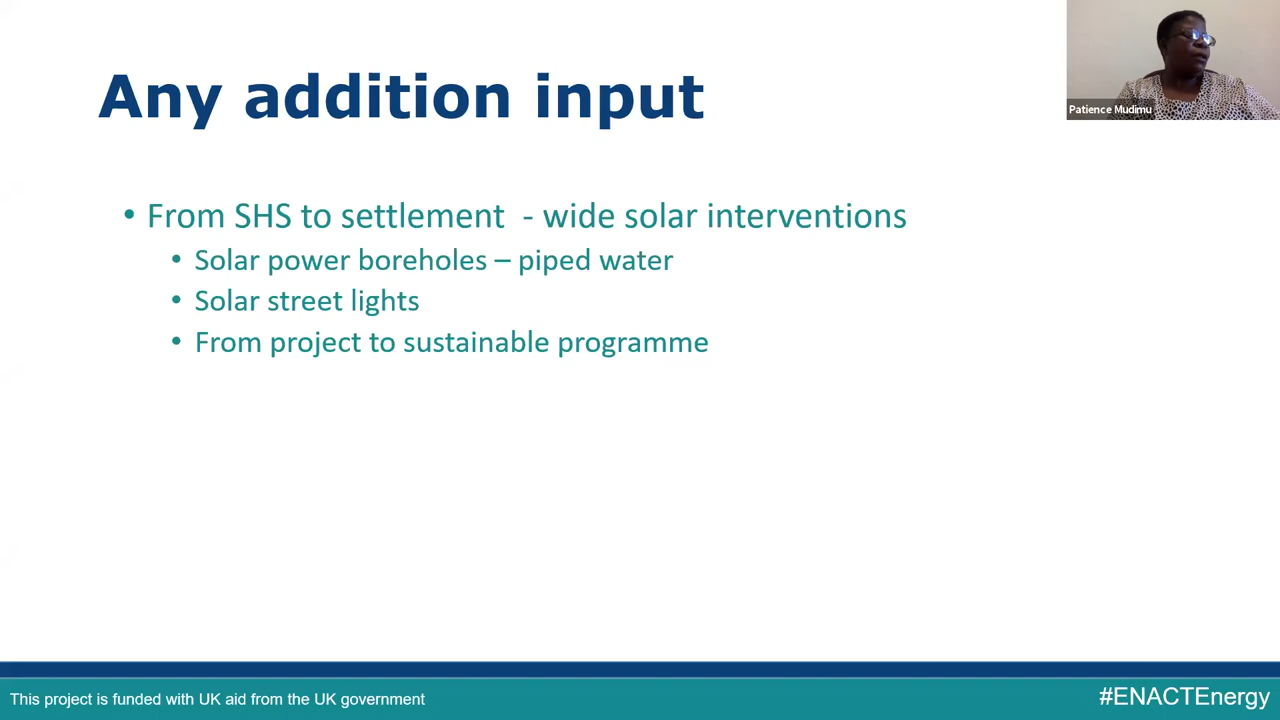 Any addition input
Patience Mudimu
• From SHS to settlement - wide solar interventions
• Solar power boreholes – piped water
• Solar street lights
• From project to sustainable programme
This project is funded with UK aid from the UK government
#ENACTEnergy